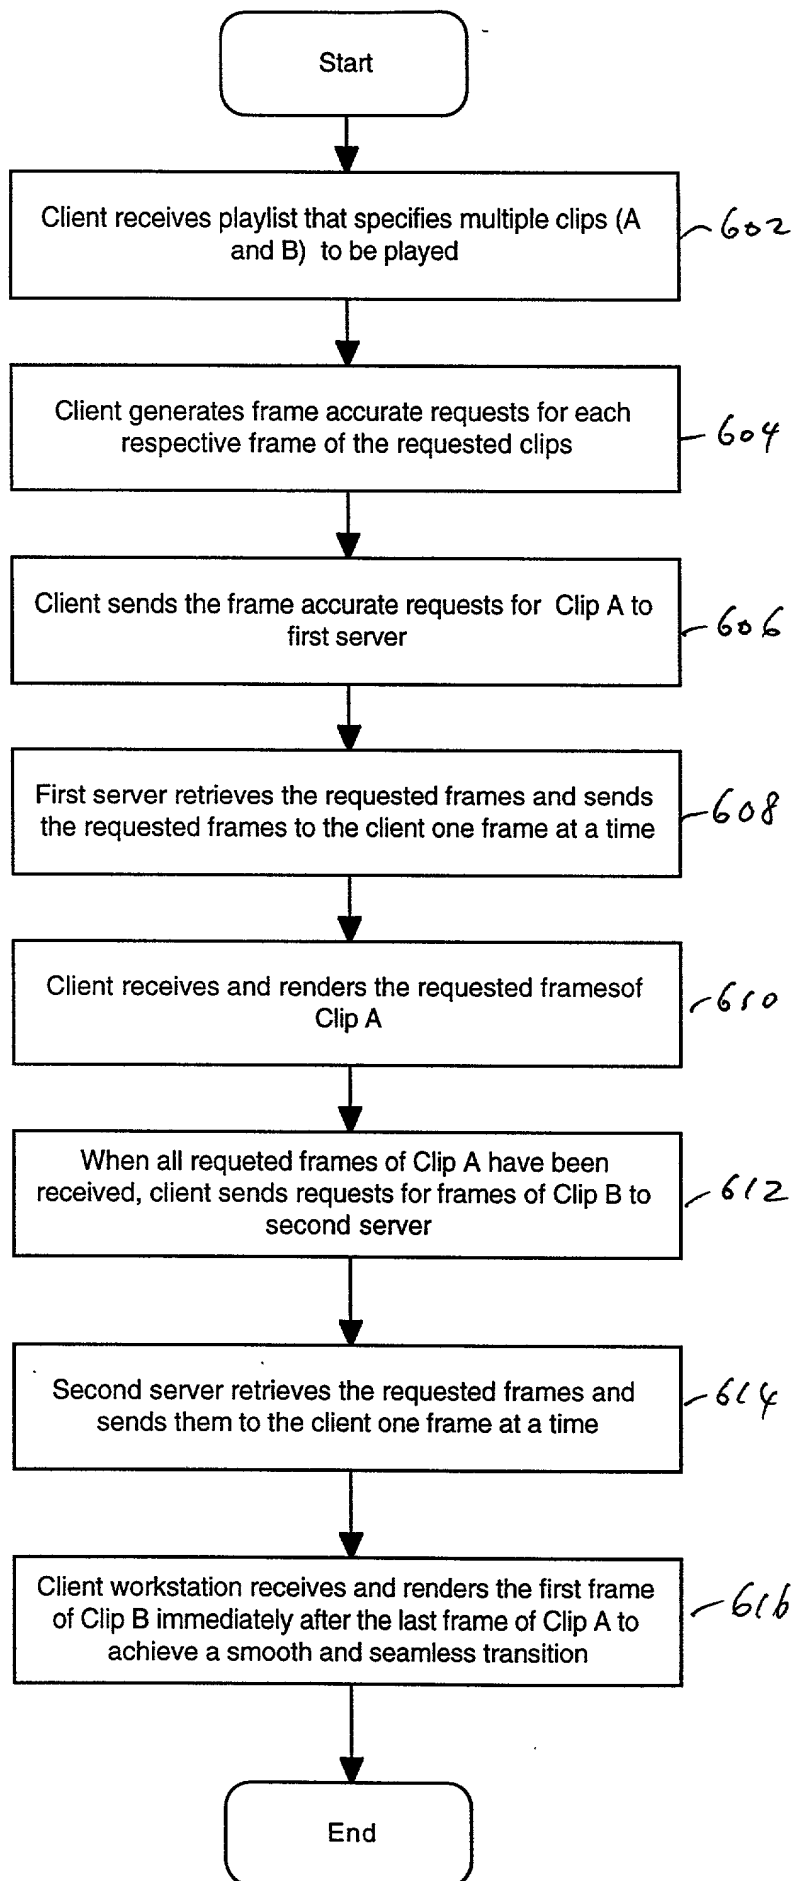 Start
Client receives playlist that specifies multiple clips (A
and B) to be played
602
Client generates frame accurate requests for each
respective frame of the requested clips
604
Client sends the frame accurate requests for Clip A to
first server
606
First server retrieves the requested frames and sends
the requested frames to the client one frame at a time
608
Client receives and renders the requested framesof
Clip A
610
When all requeted frames of Clip A have been
received, client sends requests for frames of Clip B to
second server
612
Second server retrieves the requested frames and
sends them to the client one frame at a time
614
Client workstation receives and renders the first frame
of Clip B immediately after the last frame of Clip A to
achieve a smooth and seamless transition
616
End